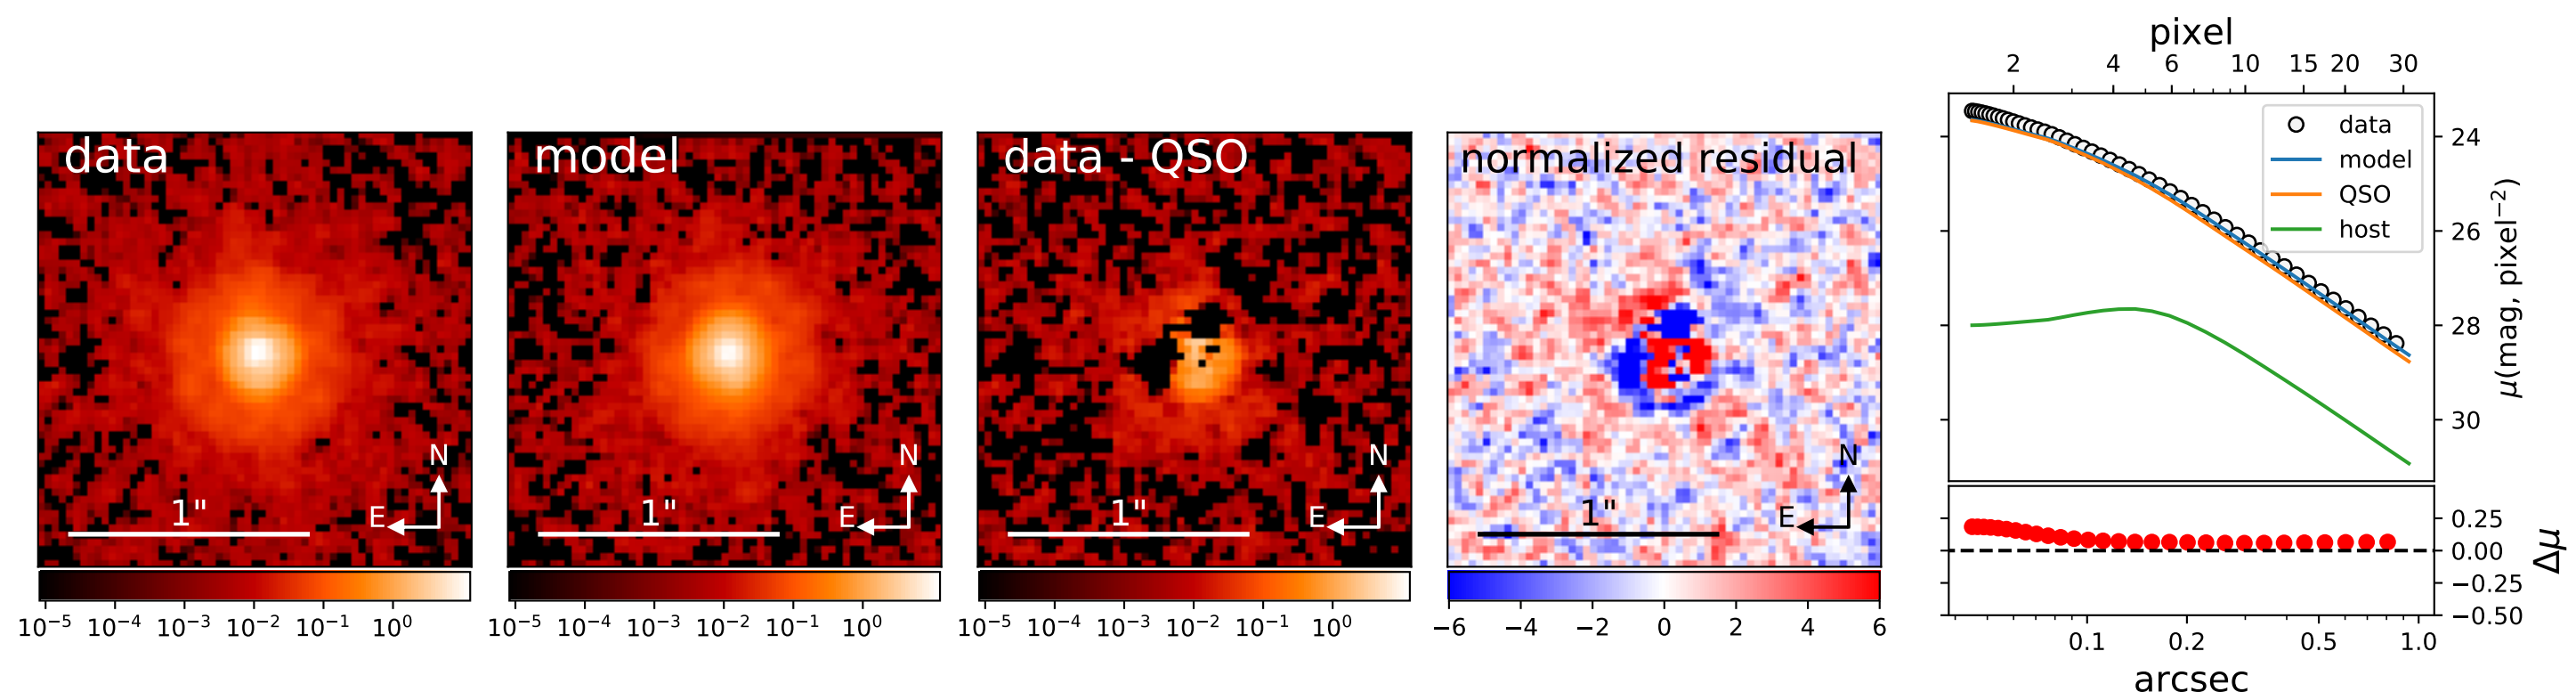 data
N
E
1"
10⁻⁵ 10⁻⁴ 10⁻³ 10⁻² 10⁻¹ 10⁰
model
N
E
1"
10⁻⁵ 10⁻⁴ 10⁻³ 10⁻² 10⁻¹ 10⁰
data - QSO
N
E
1"
10⁻⁵ 10⁻⁴ 10⁻³ 10⁻² 10⁻¹ 10⁰
normalized residual
N
E
1"
−6 −4 −2 0 2 4 6
pixel
2 4 6 10 15 20 30
data
model
QSO
host
24
26
28
30
μ(mag, pixel⁻²)
0.25
0.00
−0.25
−0.50
Δμ
0.1 0.2 0.5 1.0
arcsec